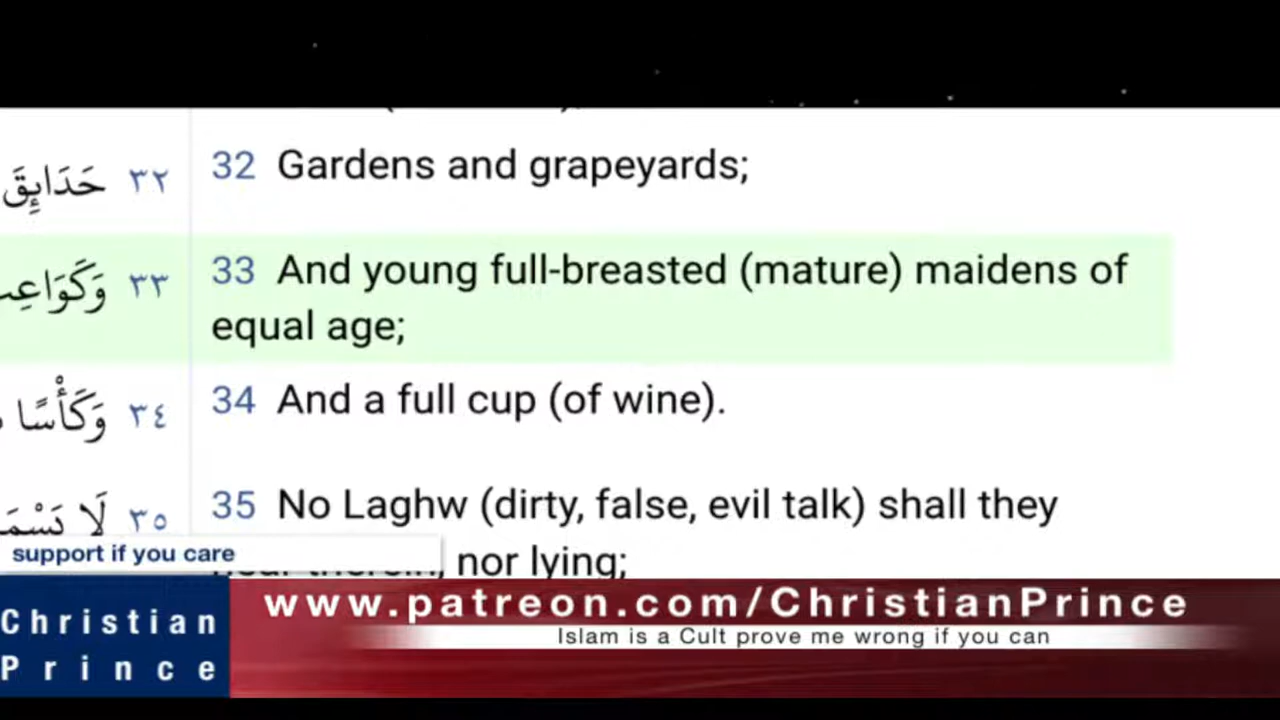 32 Gardens and grapeyards;
٣٢ حَدَايِٕقَ
33 And young full-breasted (mature) maidens of
equal age;
٣٣
34 And a full cup (of wine).
٣٤ وَكَأْسًا
35 No Laghw (dirty, false, evil talk) shall they
٣٥ لَا
nor lying;
support if you care
Christian
Prince
www.patreon.com/ChristianPrince
Islam is a Cult prove me wrong if you can